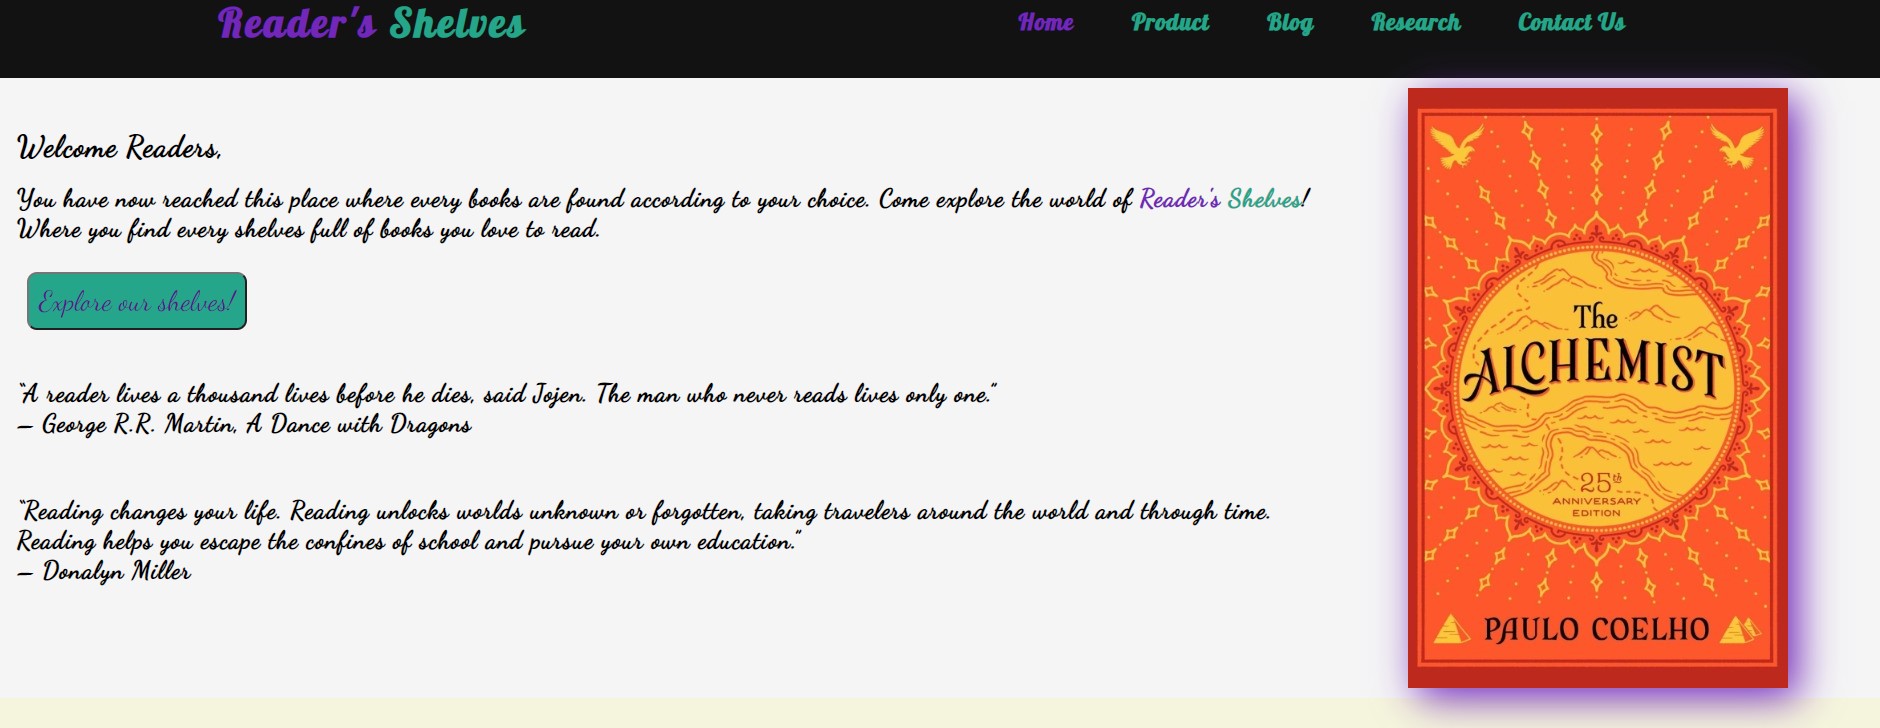 Reader's Shelves
Home Product Blog Research Contact Us
Welcome Readers,
You have now reached this place where every books are found according to your choice. Come explore the world of Reader's Shelves!
Where you find every shelves full of books you love to read.
Explore our shelves!
“A reader lives a thousand lives before he dies, said Jojen. The man who never reads lives only one.”
— George R.R. Martin, A Dance with Dragons
“Reading changes your life. Reading unlocks worlds unknown or forgotten, taking travelers around the world and through time.
Reading helps you escape the confines of school and pursue your own education.”
— Donalyn Miller
The
ALCHEMIST
25th
ANNIVERSARY
EDITION
PAULO COELHO